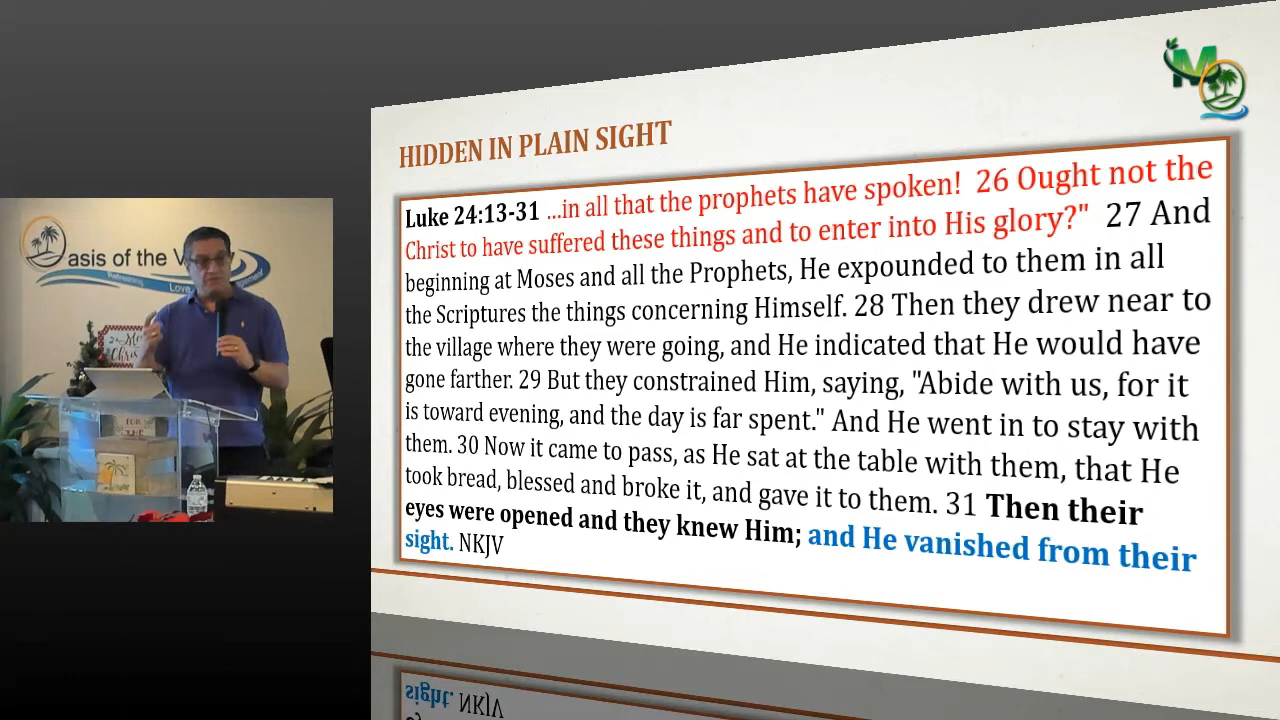 HIDDEN IN PLAIN SIGHT
Luke 24:13-31 ...in all that the prophets have spoken!  26 Ought not the
Christ to have suffered these things and to enter into His glory?"  27 And
beginning at Moses and all the Prophets, He expounded to them in all
the Scriptures the things concerning Himself. 28 Then they drew near to
the village where they were going, and He indicated that He would have
gone farther. 29 But they constrained Him, saying, "Abide with us, for it
is toward evening, and the day is far spent." And He went in to stay with
them. 30 Now it came to pass, as He sat at the table with them, that He
took bread, blessed and broke it, and gave it to them. 31 Then their
eyes were opened and they knew Him; and He vanished from their
sight. NKJV
asis of the V
Love
M
sight. NKJV